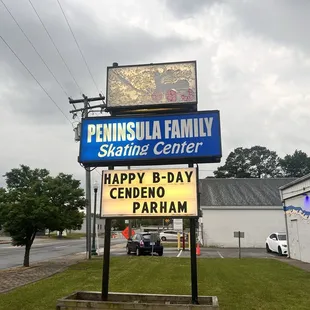 PENINSULA FAMILY
Skating Center
HAPPY B-DAY
CENDENO
PARHAM